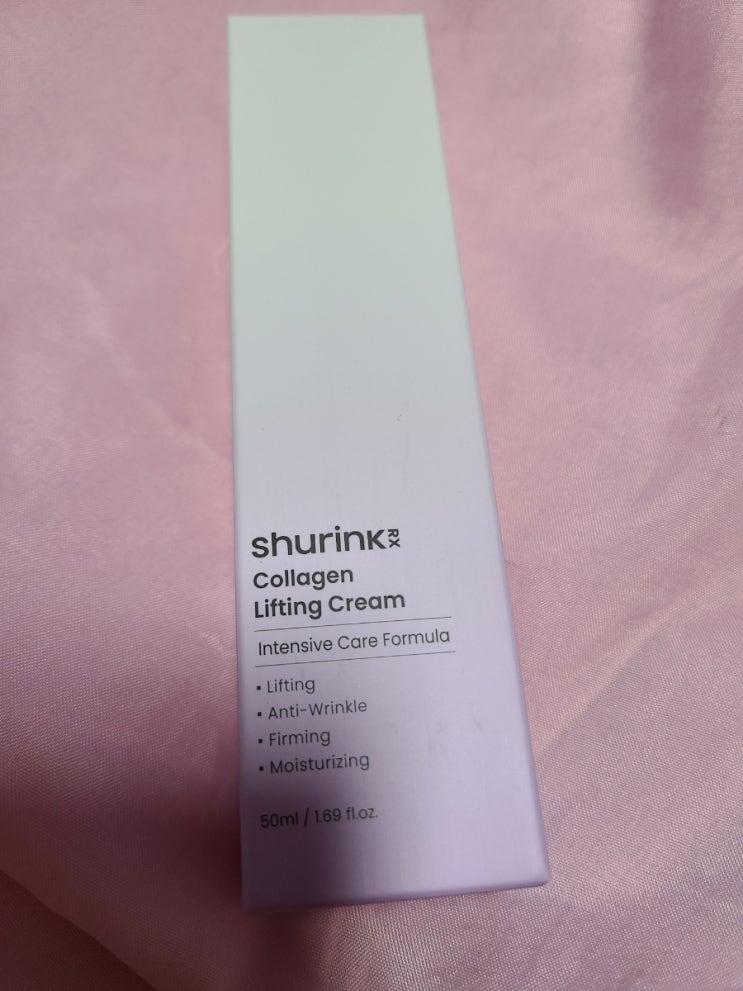 shurink RX
Collagen
Lifting Cream
Intensive Care Formula
▪ Lifting
▪ Anti-Wrinkle
▪ Firming
▪ Moisturizing
50ml / 1.69 fl.oz.